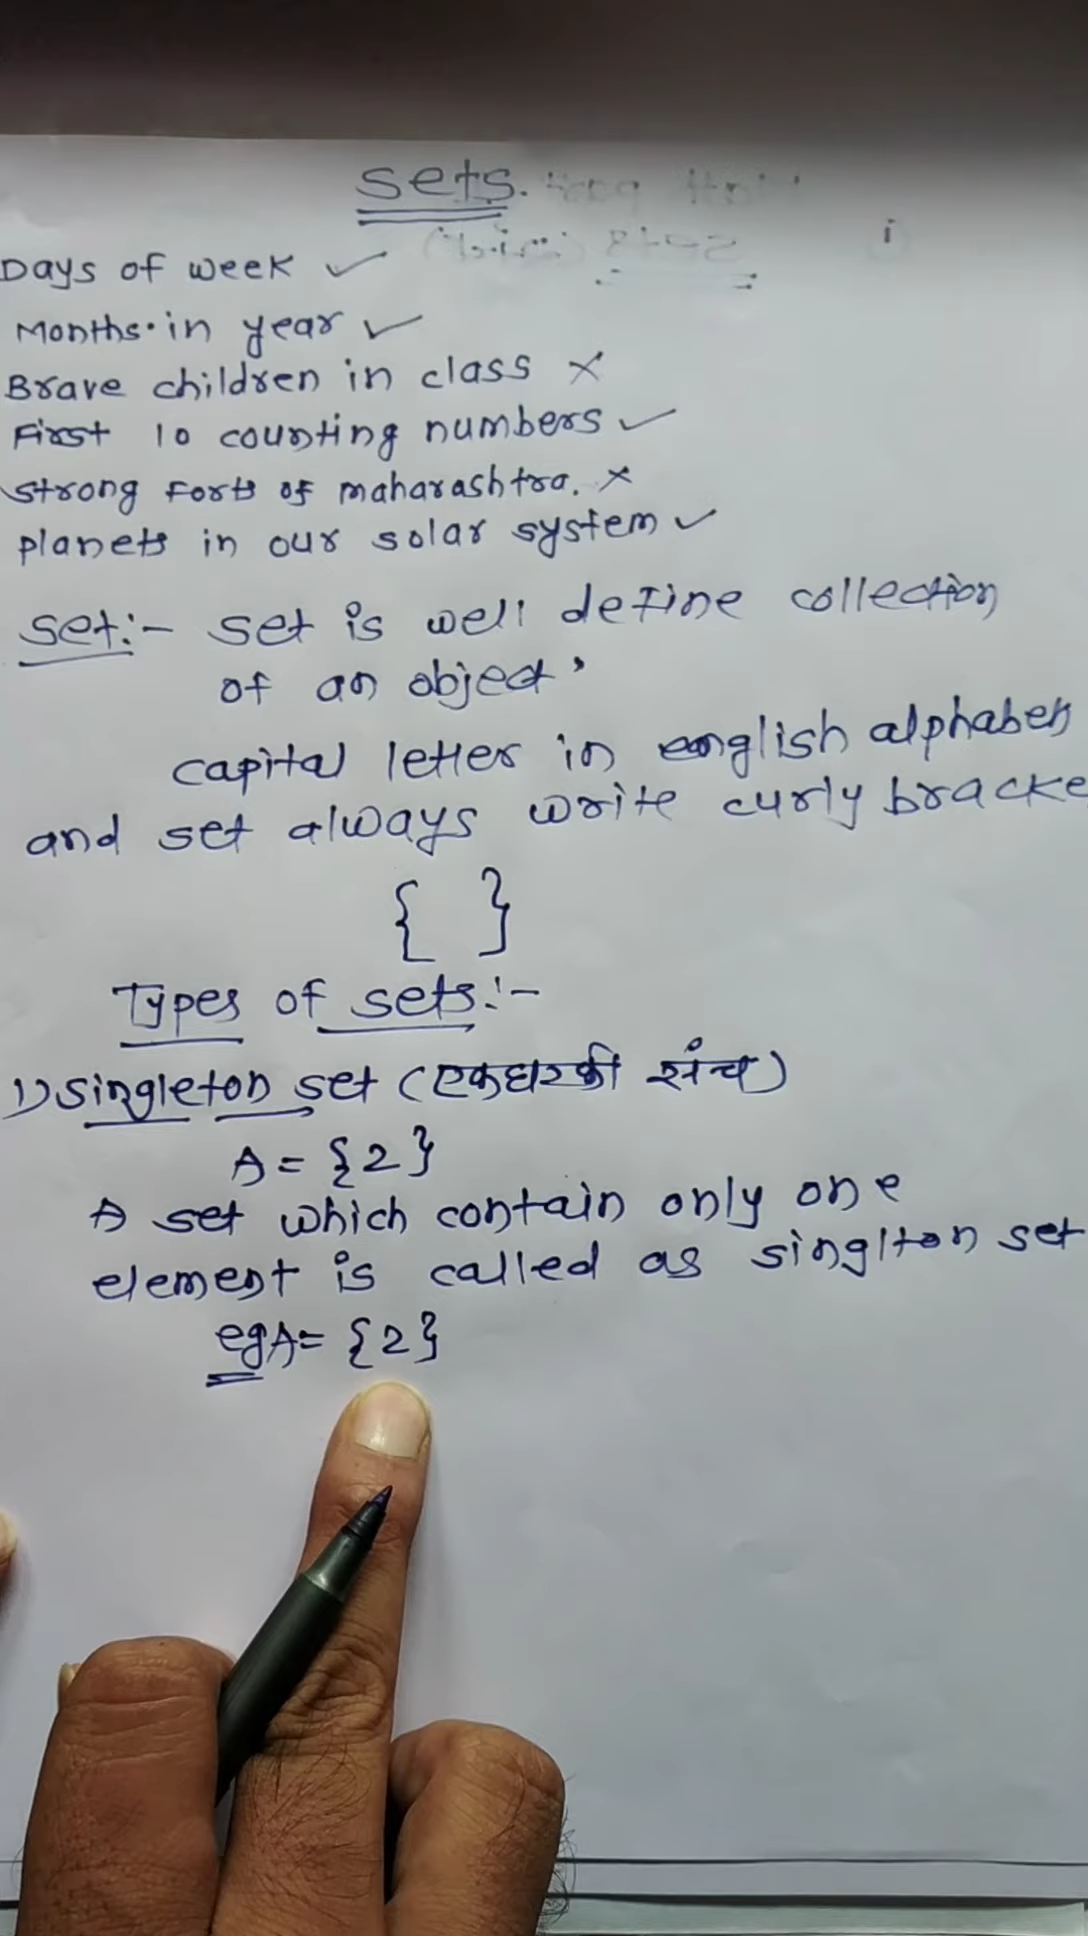 sets.
Days of week ✓
Months in year ✓
Brave children in class ×
First 10 counting numbers ✓
strong forts of maharashtra. ×
planets in our solar system ✓
set:- set is well define collection
of an object'
capital letter in english alphabets
and set always write curly bracke
{ }
Types of sets:-
1) singleton set (एकघटकी संच)
A = {2}
A set which contain only one
element is called as singlton set
eg A = {2}